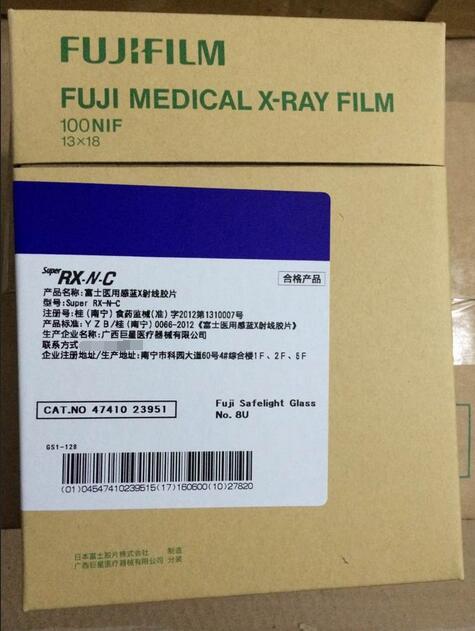 FUJIFILM
FUJI MEDICAL X-RAY FILM
100NIF
13×18
Super RX-N-C
合格产品
产品名称：富士医用感蓝X射线胶片
型号：Super RX-N-C
注册号：桂（南宁）食药监械（准）字2012第1310007号
产品标准：YZB/桂（南宁）0066-2012《富士医用感蓝X射线胶片》
生产企业名称：广西巨星医疗器械有限公司
联系方式
企业注册地址/生产地址：南宁市科园大道60号4#综合楼1F、2F、5F
CAT.NO 47410 23951
Fuji Safelight Glass
No. 8U
GS1-128
(01)04547410239515(17)160600(10)27820
日本富士胶片株式会社 制造
广西巨星医疗器械有限公司 分装